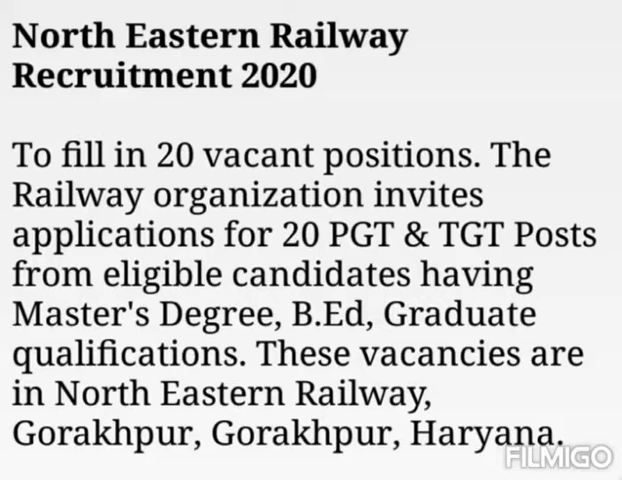 North Eastern Railway
Recruitment 2020
To fill in 20 vacant positions. The
Railway organization invites
applications for 20 PGT & TGT Posts
from eligible candidates having
Master's Degree, B.Ed, Graduate
qualifications. These vacancies are
in North Eastern Railway,
Gorakhpur, Gorakhpur, Haryana.
FILMIGO